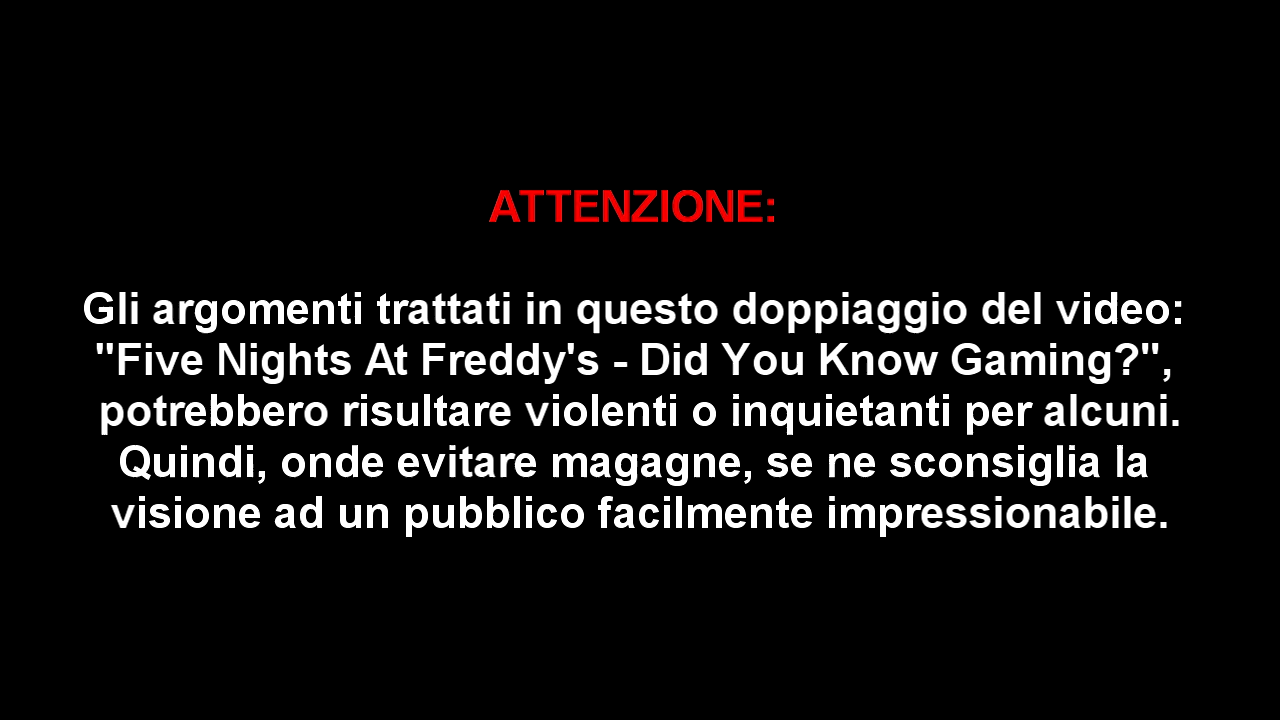 ATTENZIONE:
Gli argomenti trattati in questo doppiaggio del video:
"Five Nights At Freddy's - Did You Know Gaming?",
potrebbero risultare violenti o inquietanti per alcuni.
Quindi, onde evitare magagne, se ne sconsiglia la
visione ad un pubblico facilmente impressionabile.